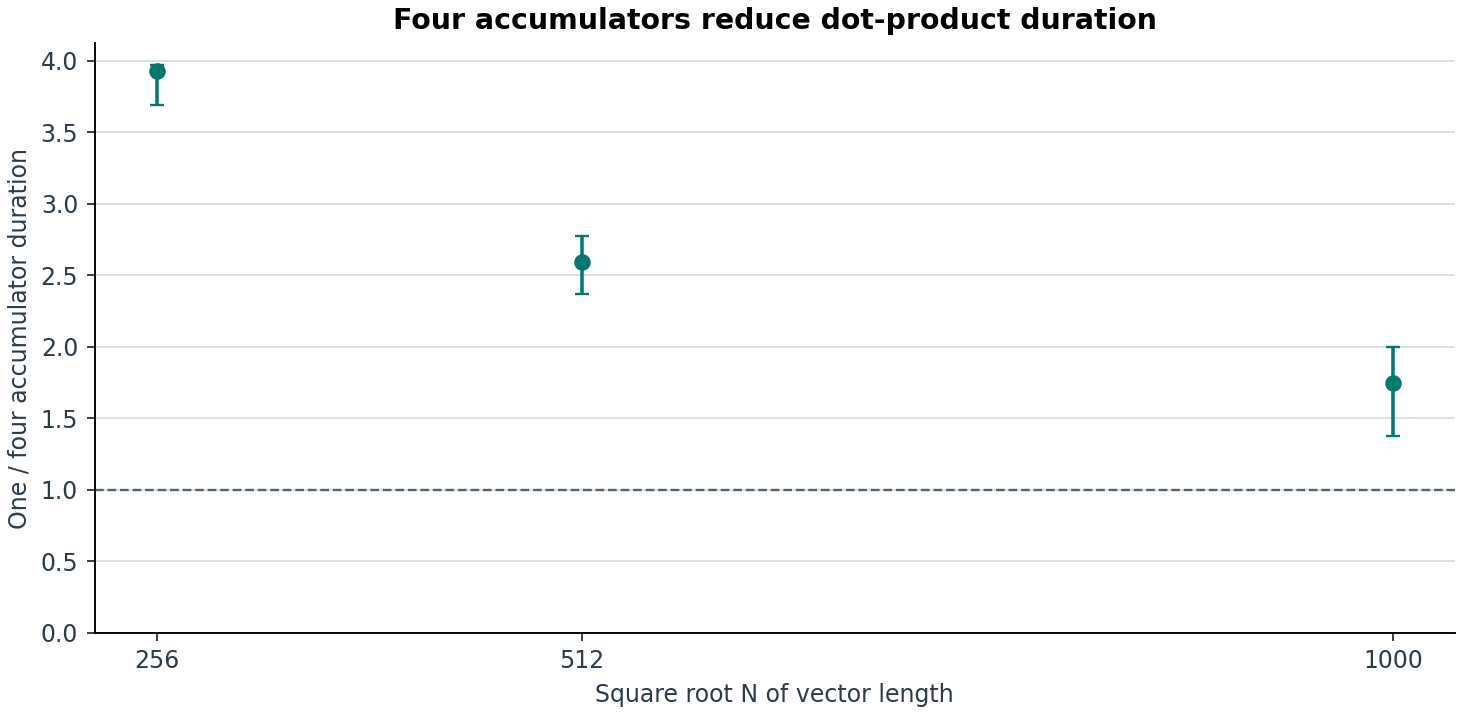 Four accumulators reduce dot-product duration
One / four accumulator duration
4.0
3.5
3.0
2.5
2.0
1.5
1.0
0.5
0.0
256 512 1000
Square root N of vector length